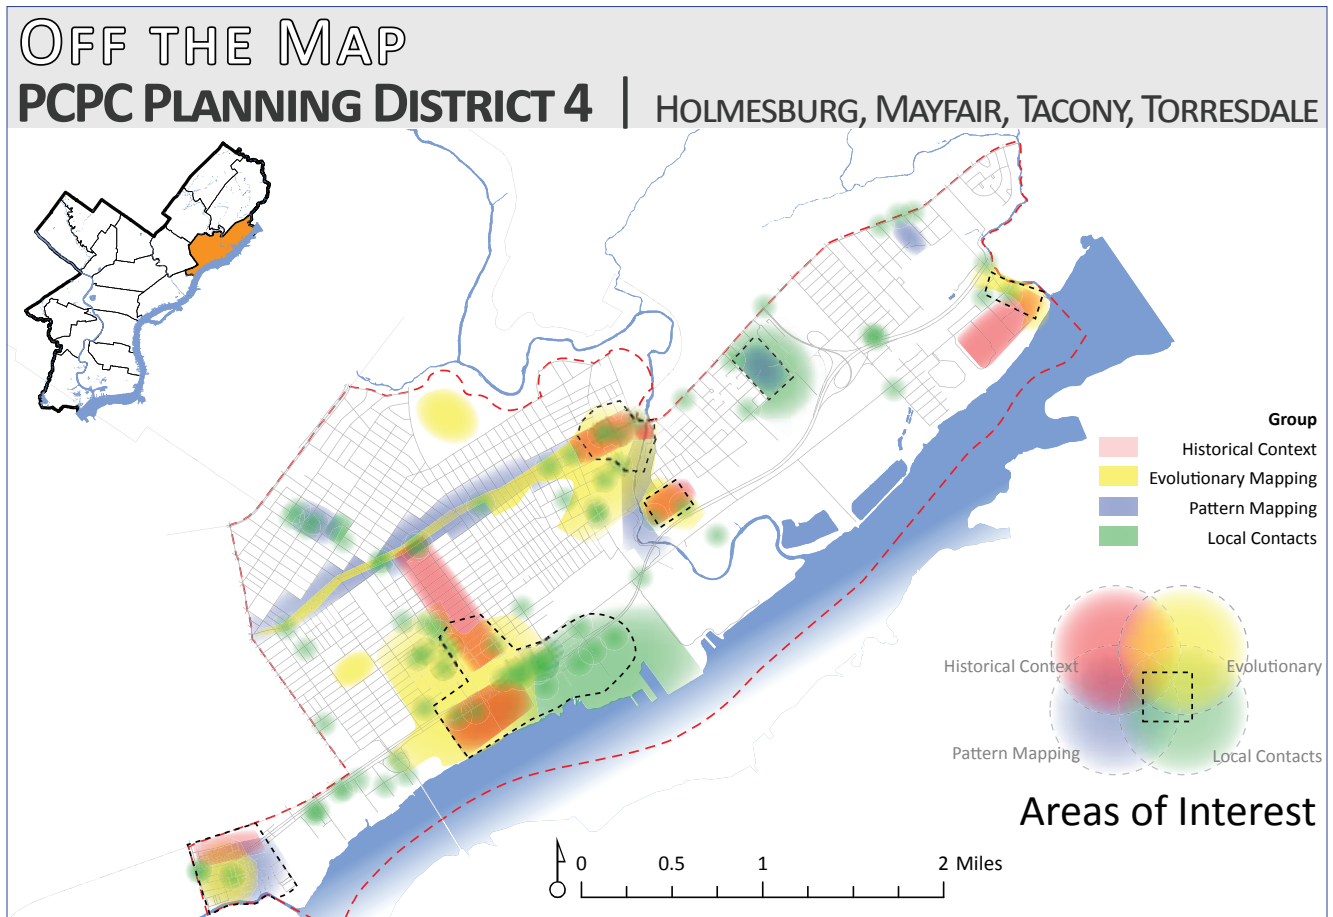 OFF THE MAP
PCPC PLANNING DISTRICT 4 | HOLMESBURG, MAYFAIR, TACONY, TORRESDALE
Group
Historical Context
Evolutionary Mapping
Pattern Mapping
Local Contacts
Historical Context
Evolutionary
Pattern Mapping
Local Contacts
Areas of Interest
0 0.5 1 2 Miles